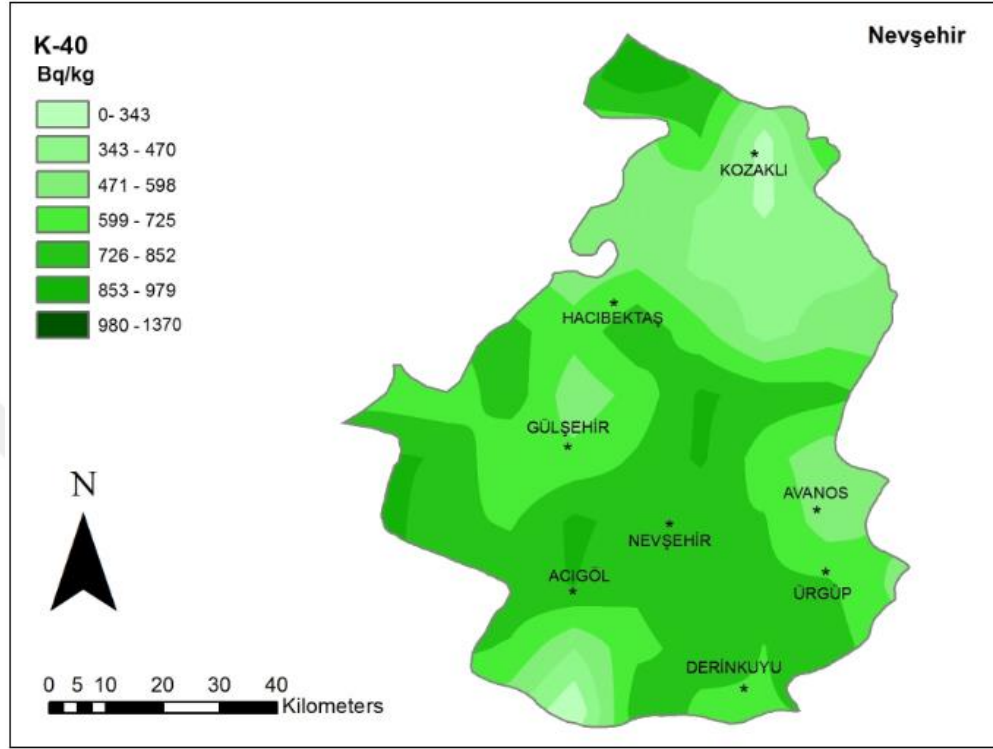 K-40
Nevşehir
Bq/kg
0- 343
343 - 470
471 - 598
599 - 725
726 - 852
853 - 979
980 - 1370
KOZAKLI
HACIBEKTAŞ
GÜLŞEHİR
AVANOS
NEVŞEHİR
ACIGÖL
ÜRGÜP
DERİNKUYU
N
0 5 10 20 30 40
Kilometers